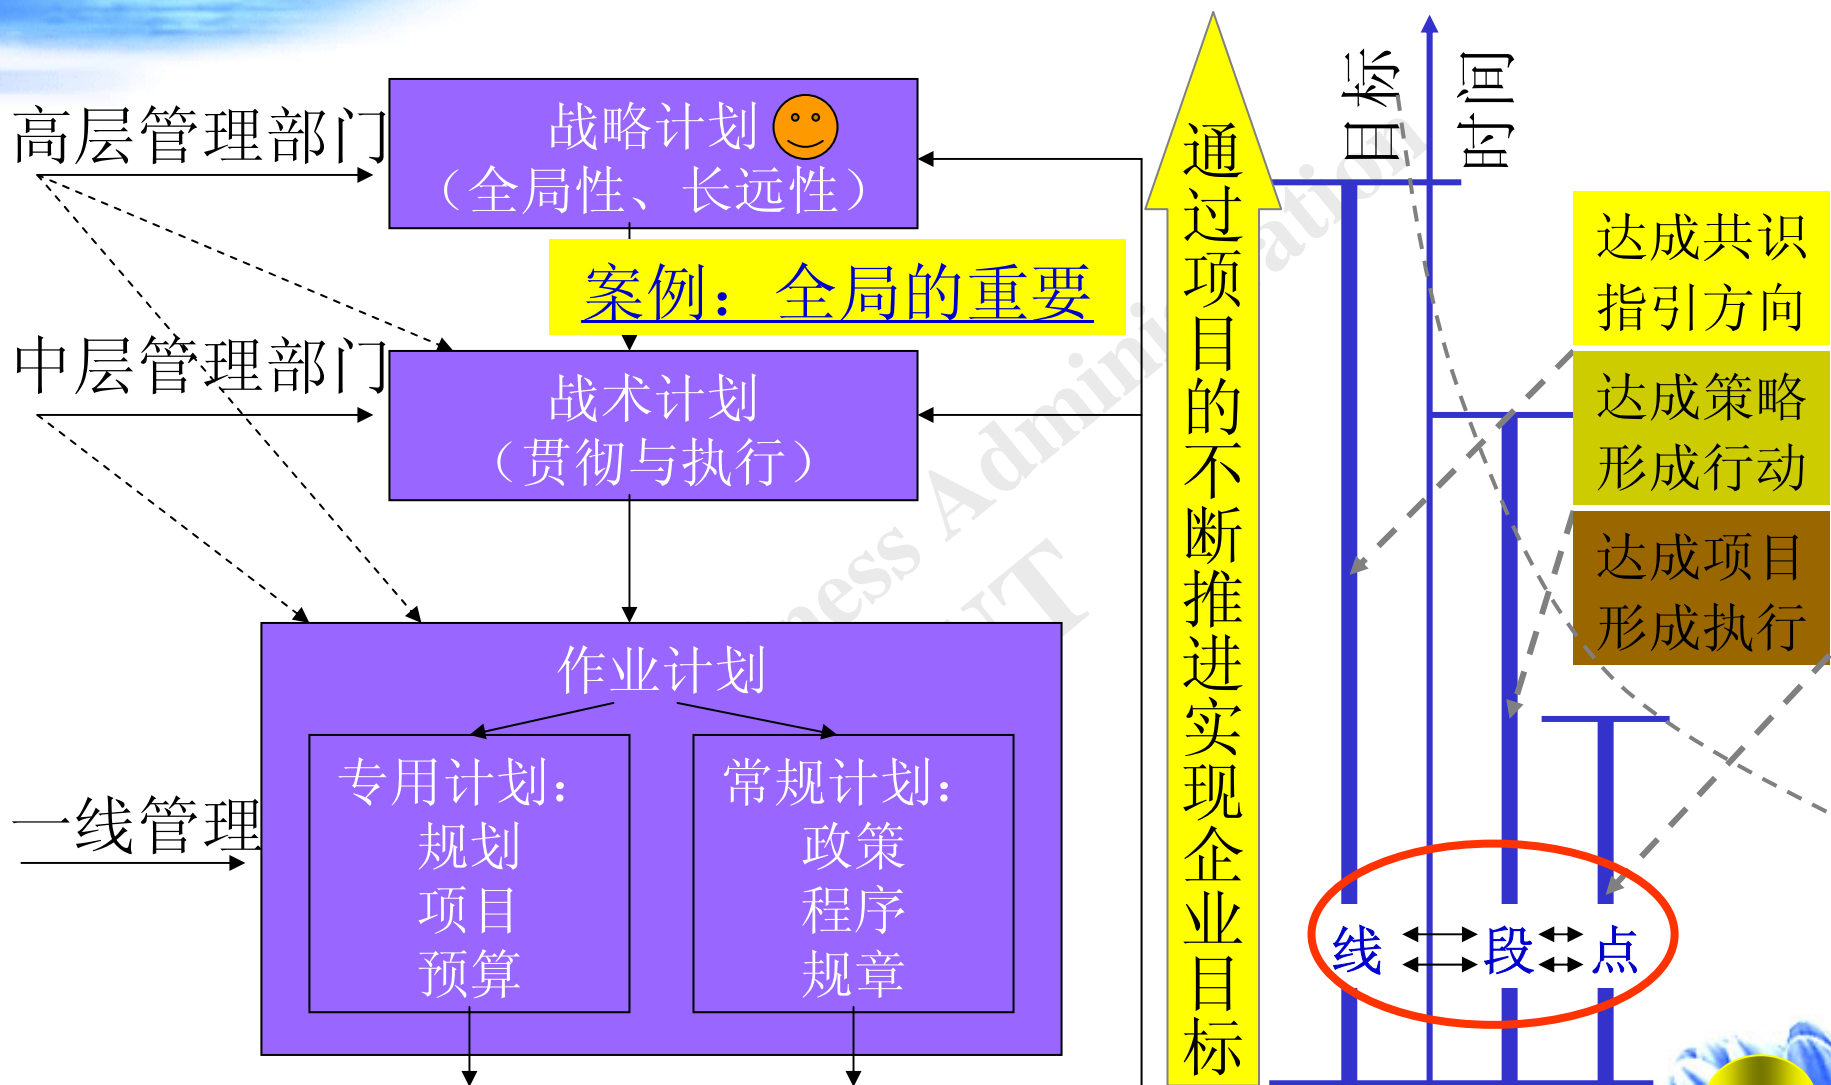 高层管理部门
战略计划
（全局性、长远性）
案例：全局的重要
中层管理部门
战术计划
（贯彻与执行）
作业计划
一线管理
专用计划：
规划
项目
预算
常规计划：
政策
程序
规章
通过项目的不断推进实现企业目标
目标
时间
达成共识
指引方向
达成策略
形成行动
达成项目
形成执行
线
段
点